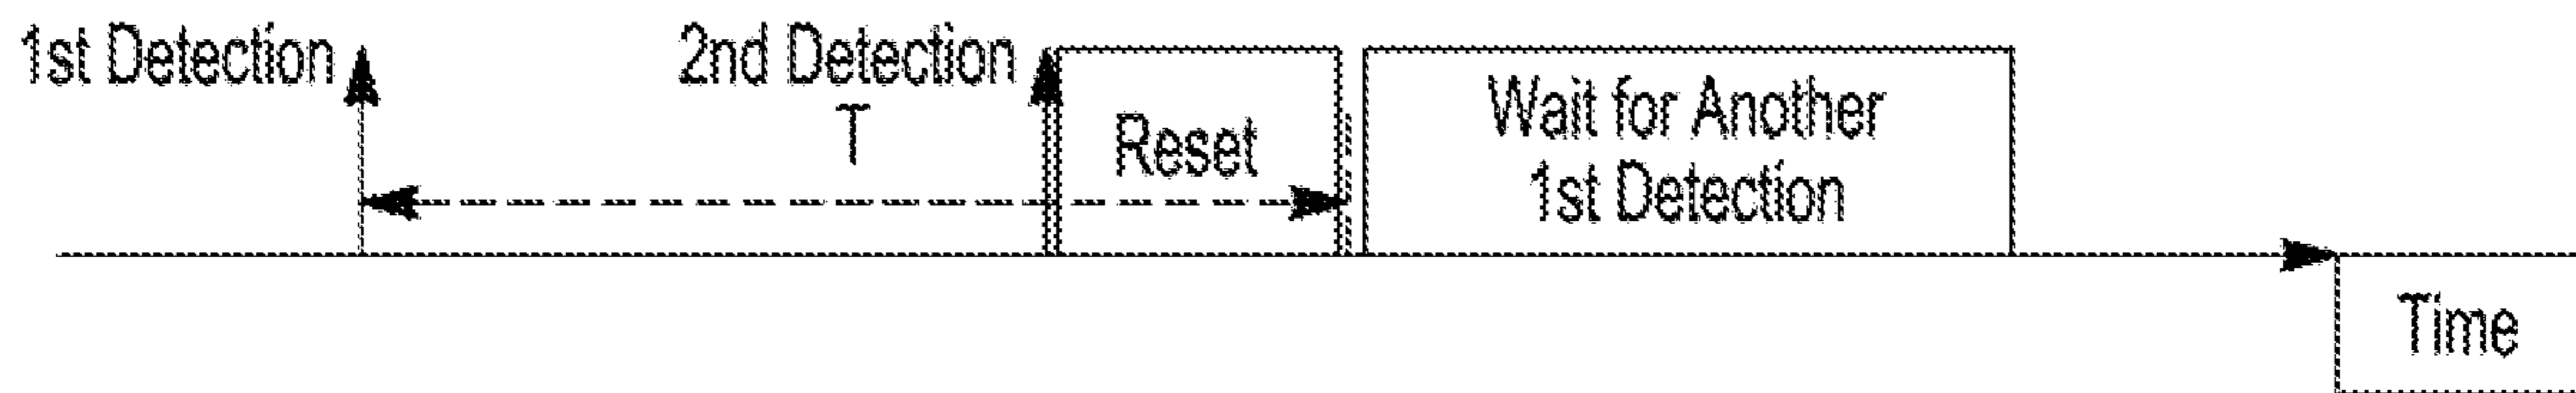 1st Detection
2nd Detection
T
Reset
Wait for Another
1st Detection
Time